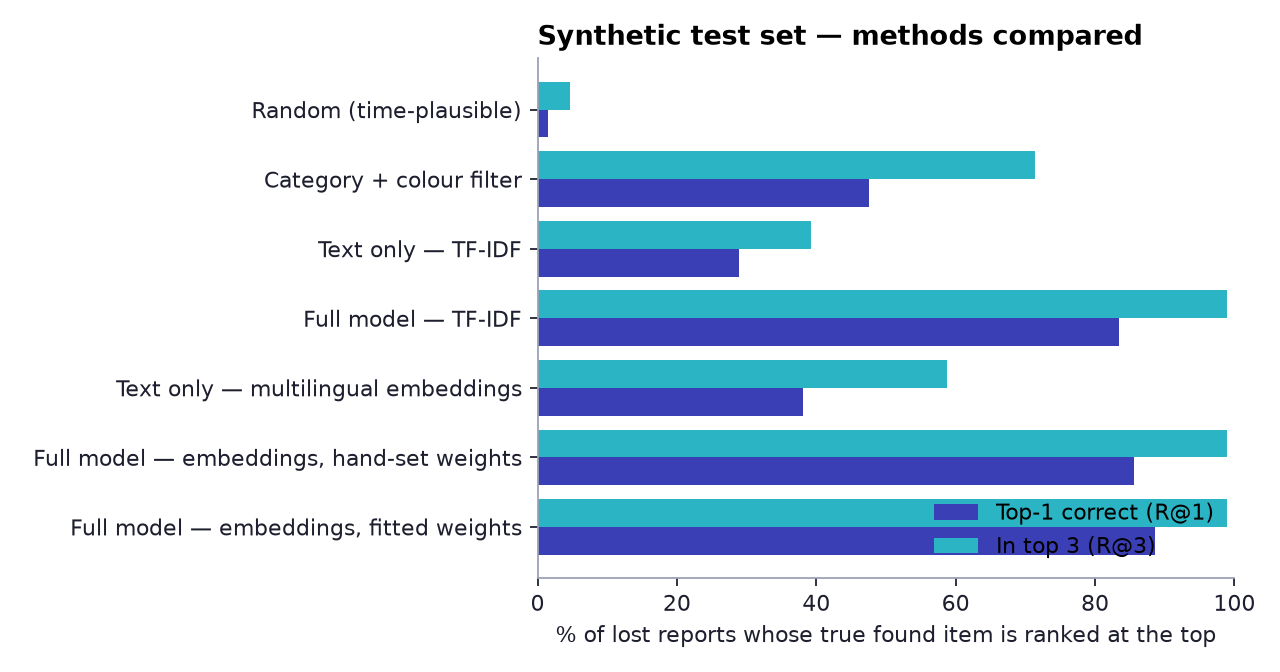 Synthetic test set — methods compared
Random (time-plausible)
Category + colour filter
Text only — TF-IDF
Full model — TF-IDF
Text only — multilingual embeddings
Full model — embeddings, hand-set weights
Full model — embeddings, fitted weights
Top-1 correct (R@1)
In top 3 (R@3)
0 20 40 60 80 100
% of lost reports whose true found item is ranked at the top